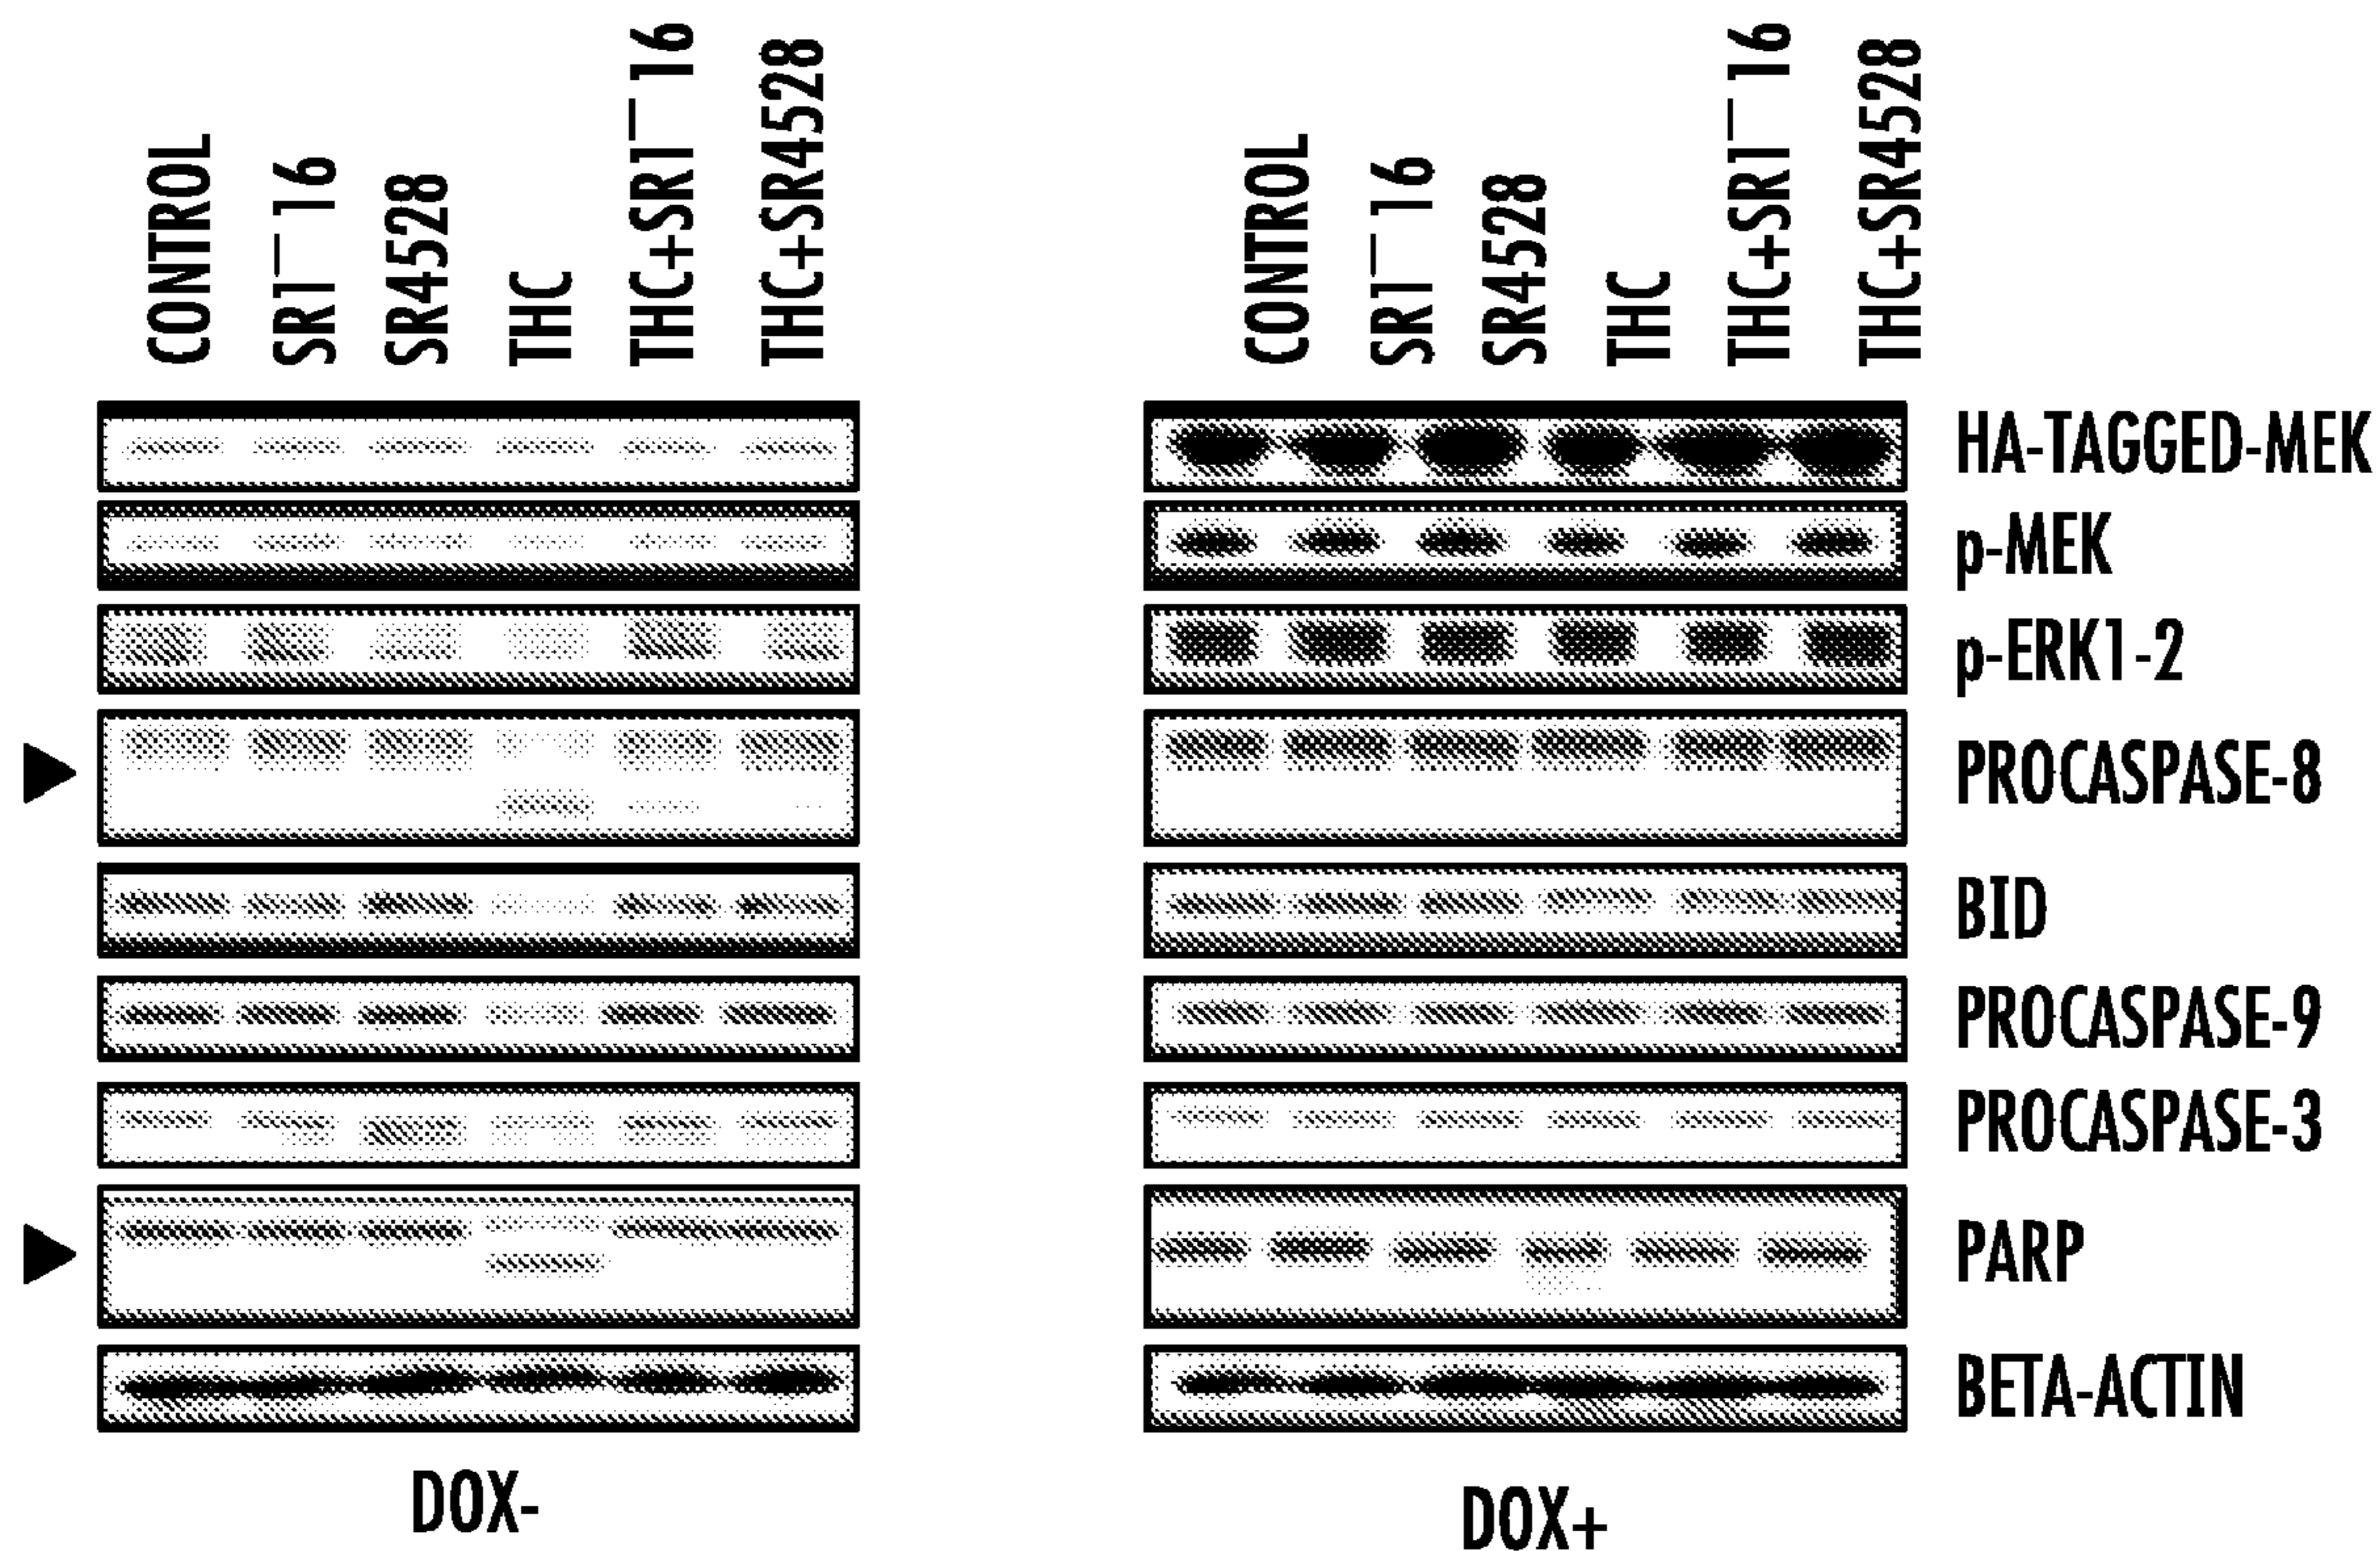 CONTROL
SR1¯16
SR4528
THC
THC+SR1¯16
THC+SR4528
CONTROL
SR1¯16
SR4528
THC
THC+SR1¯16
THC+SR4528
HA-TAGGED-MEK
p-MEK
p-ERK1-2
PROCASPASE-8
BID
PROCASPASE-9
PROCASPASE-3
PARP
BETA-ACTIN
DOX-
DOX+